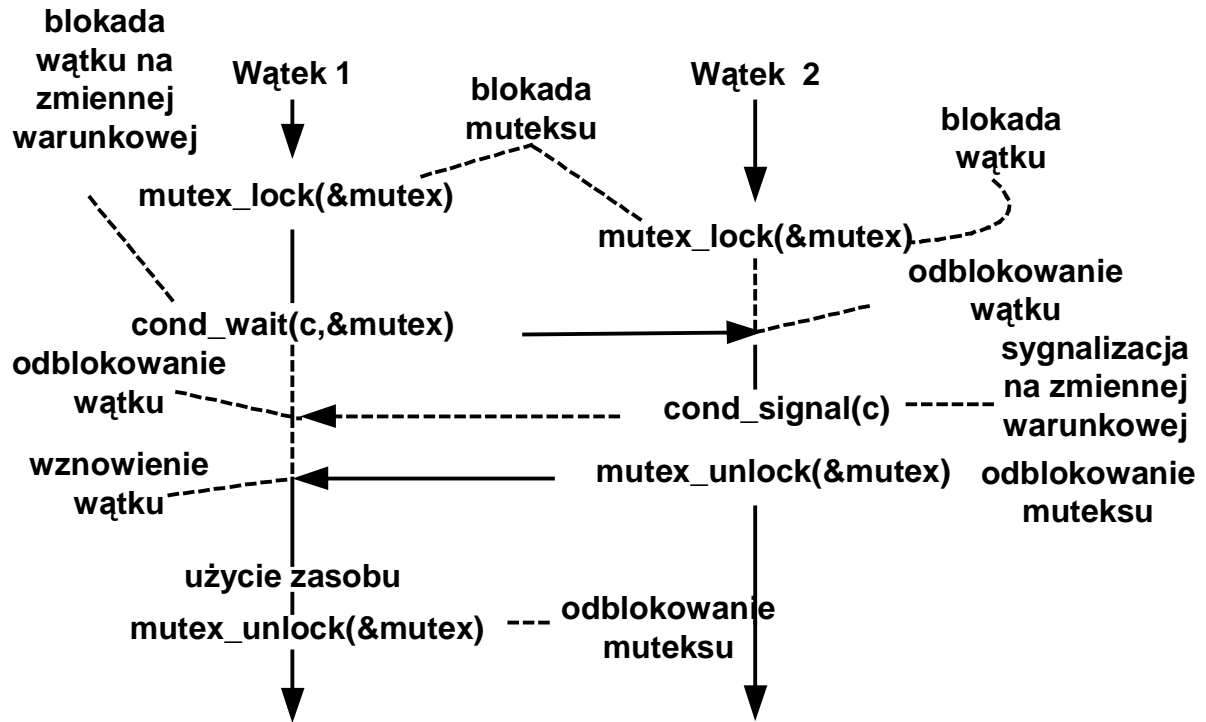 blokada
wątku na
zmiennej
warunkowej
Wątek 1
blokada
muteksu
Wątek 2
blokada
wątku
mutex_lock(&mutex)
mutex_lock(&mutex)
odblokowanie
wątku
cond_wait(c,&mutex)
odblokowanie
wątku
sygnalizacja
na zmiennej
warunkowej
cond_signal(c)
wznowienie
wątku
mutex_unlock(&mutex)
odblokowanie
muteksu
użycie zasobu
mutex_unlock(&mutex)
odblokowanie
muteksu